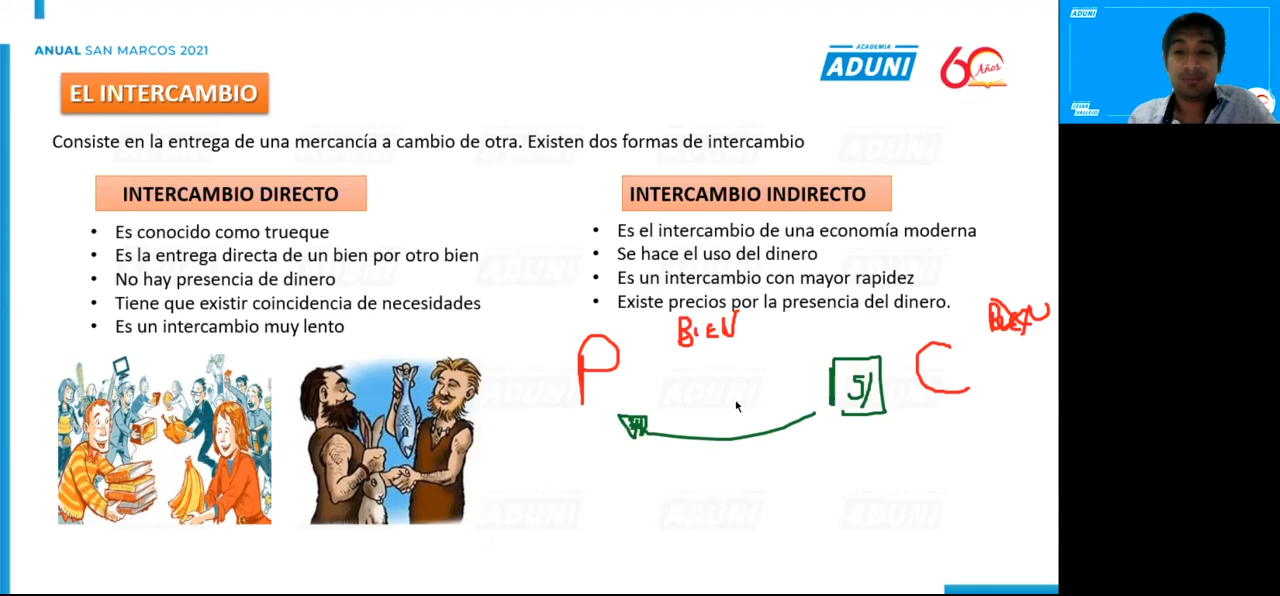 ANUAL SAN MARCOS 2021
ACADEMIA
ADUNI
60 Años
EL INTERCAMBIO
Consiste en la entrega de una mercancía a cambio de otra. Existen dos formas de intercambio
INTERCAMBIO DIRECTO
• Es conocido como trueque
• Es la entrega directa de un bien por otro bien
• No hay presencia de dinero
• Tiene que existir coincidencia de necesidades
• Es un intercambio muy lento
INTERCAMBIO INDIRECTO
• Es el intercambio de una economía moderna
• Se hace el uso del dinero
• Es un intercambio con mayor rapidez
• Existe precios por la presencia del dinero.
P
BIEN
S/
C
ADUNI
CESAR
VALLEJO